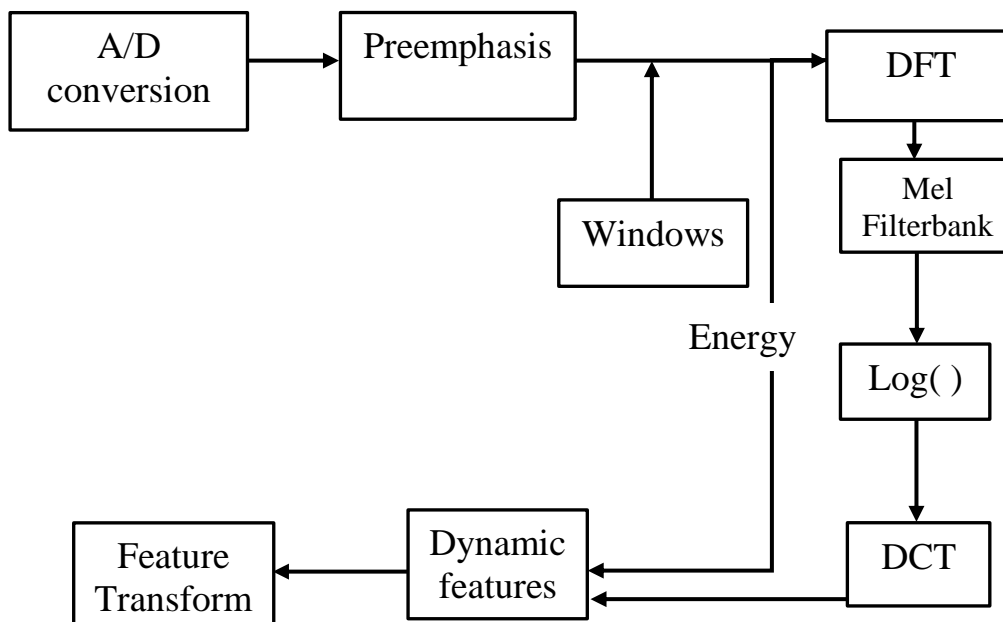 A/D
conversion
Preemphasis
DFT
Mel
Filterbank
Windows
Energy
Log( )
DCT
Dynamic
features
Feature
Transform